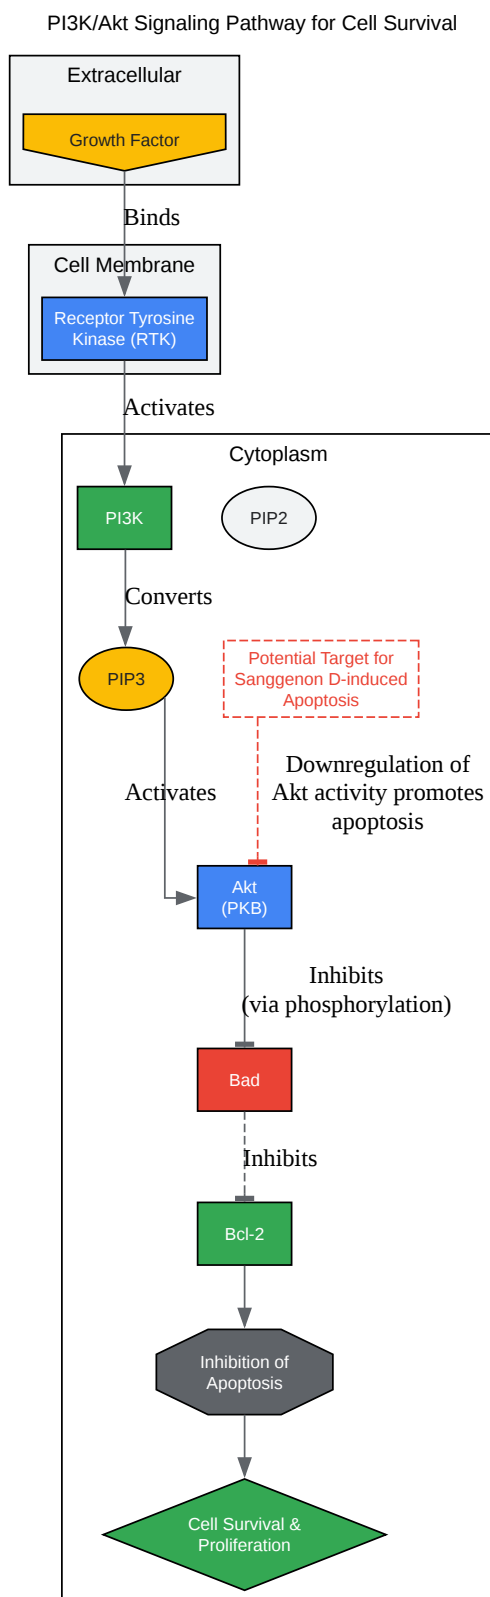 PI3K/Akt Signaling Pathway for Cell Survival
Extracellular
Growth Factor
Binds
Cell Membrane
Receptor Tyrosine
Kinase (RTK)
Activates
Cytoplasm
PI3K
PIP2
Converts
PIP3
Potential Target for
Sanggenon D-induced
Apoptosis
Activates
Downregulation of
Akt activity promotes
apoptosis
Akt
(PKB)
Inhibits
(via phosphorylation)
Bad
Inhibits
Bcl-2
Inhibition of
Apoptosis
Cell Survival &
Proliferation